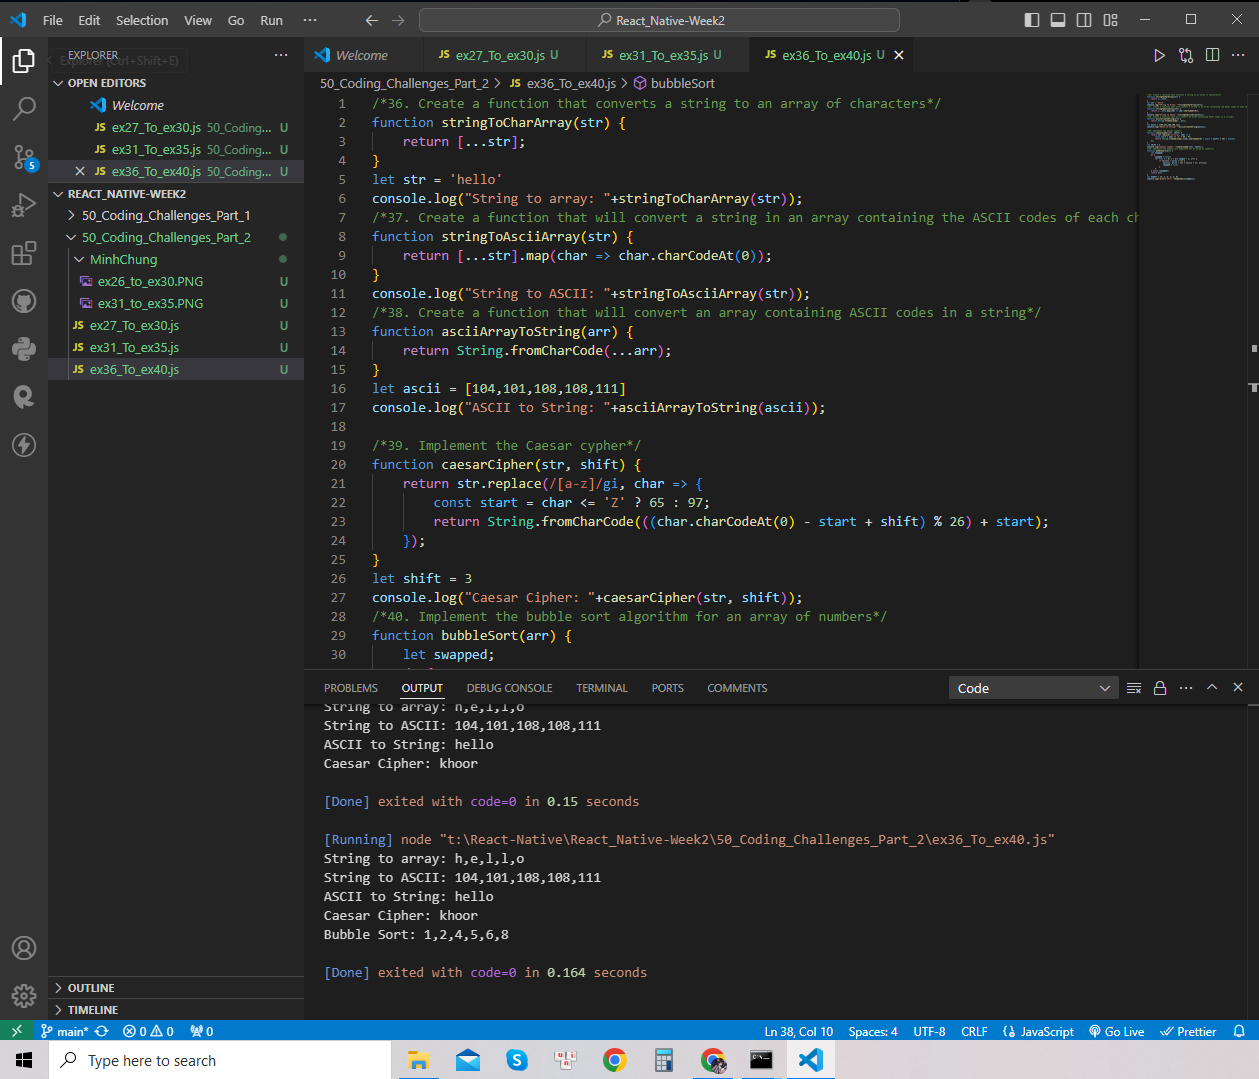 File Edit Selection View Go Run ··· React_Native-Week2
EXPLORER
Explorer (Ctrl+Shift+E)
OPEN EDITORS
Welcome
JS ex27_To_ex30.js 50_Coding... U
JS ex31_To_ex35.js 50_Coding... U
JS ex36_To_ex40.js 50_Coding... U
5
REACT_NATIVE-WEEK2
50_Coding_Challenges_Part_1
50_Coding_Challenges_Part_2
MinhChung
ex26_to_ex30.PNG U
ex31_to_ex35.PNG U
JS ex27_To_ex30.js U
JS ex31_To_ex35.js U
JS ex36_To_ex40.js U
OUTLINE
TIMELINE
Welcome JS ex27_To_ex30.js U JS ex31_To_ex35.js U JS ex36_To_ex40.js U
50_Coding_Challenges_Part_2 > JS ex36_To_ex40.js > bubbleSort
1 /*36. Create a function that converts a string to an array of characters*/
2 function stringToCharArray(str) {
3 return [...str];
4 }
5 let str = 'hello'
6 console.log("String to array: "+stringToCharArray(str));
7 /*37. Create a function that will convert a string in an array containing the ASCII codes of each ch
8 function stringToAsciiArray(str) {
9 return [...str].map(char => char.charCodeAt(0));
10 }
11 console.log("String to ASCII: "+stringToAsciiArray(str));
12 /*38. Create a function that will convert an array containing ASCII codes in a string*/
13 function asciiArrayToString(arr) {
14 return String.fromCharCode(...arr);
15 }
16 let ascii = [104,101,108,108,111]
17 console.log("ASCII to String: "+asciiArrayToString(ascii));
18
19 /*39. Implement the Caesar cypher*/
20 function caesarCipher(str, shift) {
21 return str.replace(/[a-z]/gi, char => {
22 const start = char <= 'Z' ? 65 : 97;
23 return String.fromCharCode(((char.charCodeAt(0) - start + shift) % 26) + start);
24 });
25 }
26 let shift = 3
27 console.log("Caesar Cipher: "+caesarCipher(str, shift));
28 /*40. Implement the bubble sort algorithm for an array of numbers*/
29 function bubbleSort(arr) {
30 let swapped;
PROBLEMS OUTPUT DEBUG CONSOLE TERMINAL PORTS COMMENTS Code
String to array: h,e,l,l,o
String to ASCII: 104,101,108,108,111
ASCII to String: hello
Caesar Cipher: khoor
[Done] exited with code=0 in 0.15 seconds
[Running] node "t:\React-Native\React_Native-Week2\50_Coding_Challenges_Part_2\ex36_To_ex40.js"
String to array: h,e,l,l,o
String to ASCII: 104,101,108,108,111
ASCII to String: hello
Caesar Cipher: khoor
Bubble Sort: 1,2,4,5,6,8
[Done] exited with code=0 in 0.164 seconds
main* 0 0 0 Ln 38, Col 10 Spaces: 4 UTF-8 CRLF JavaScript Go Live Prettier
Type here to search